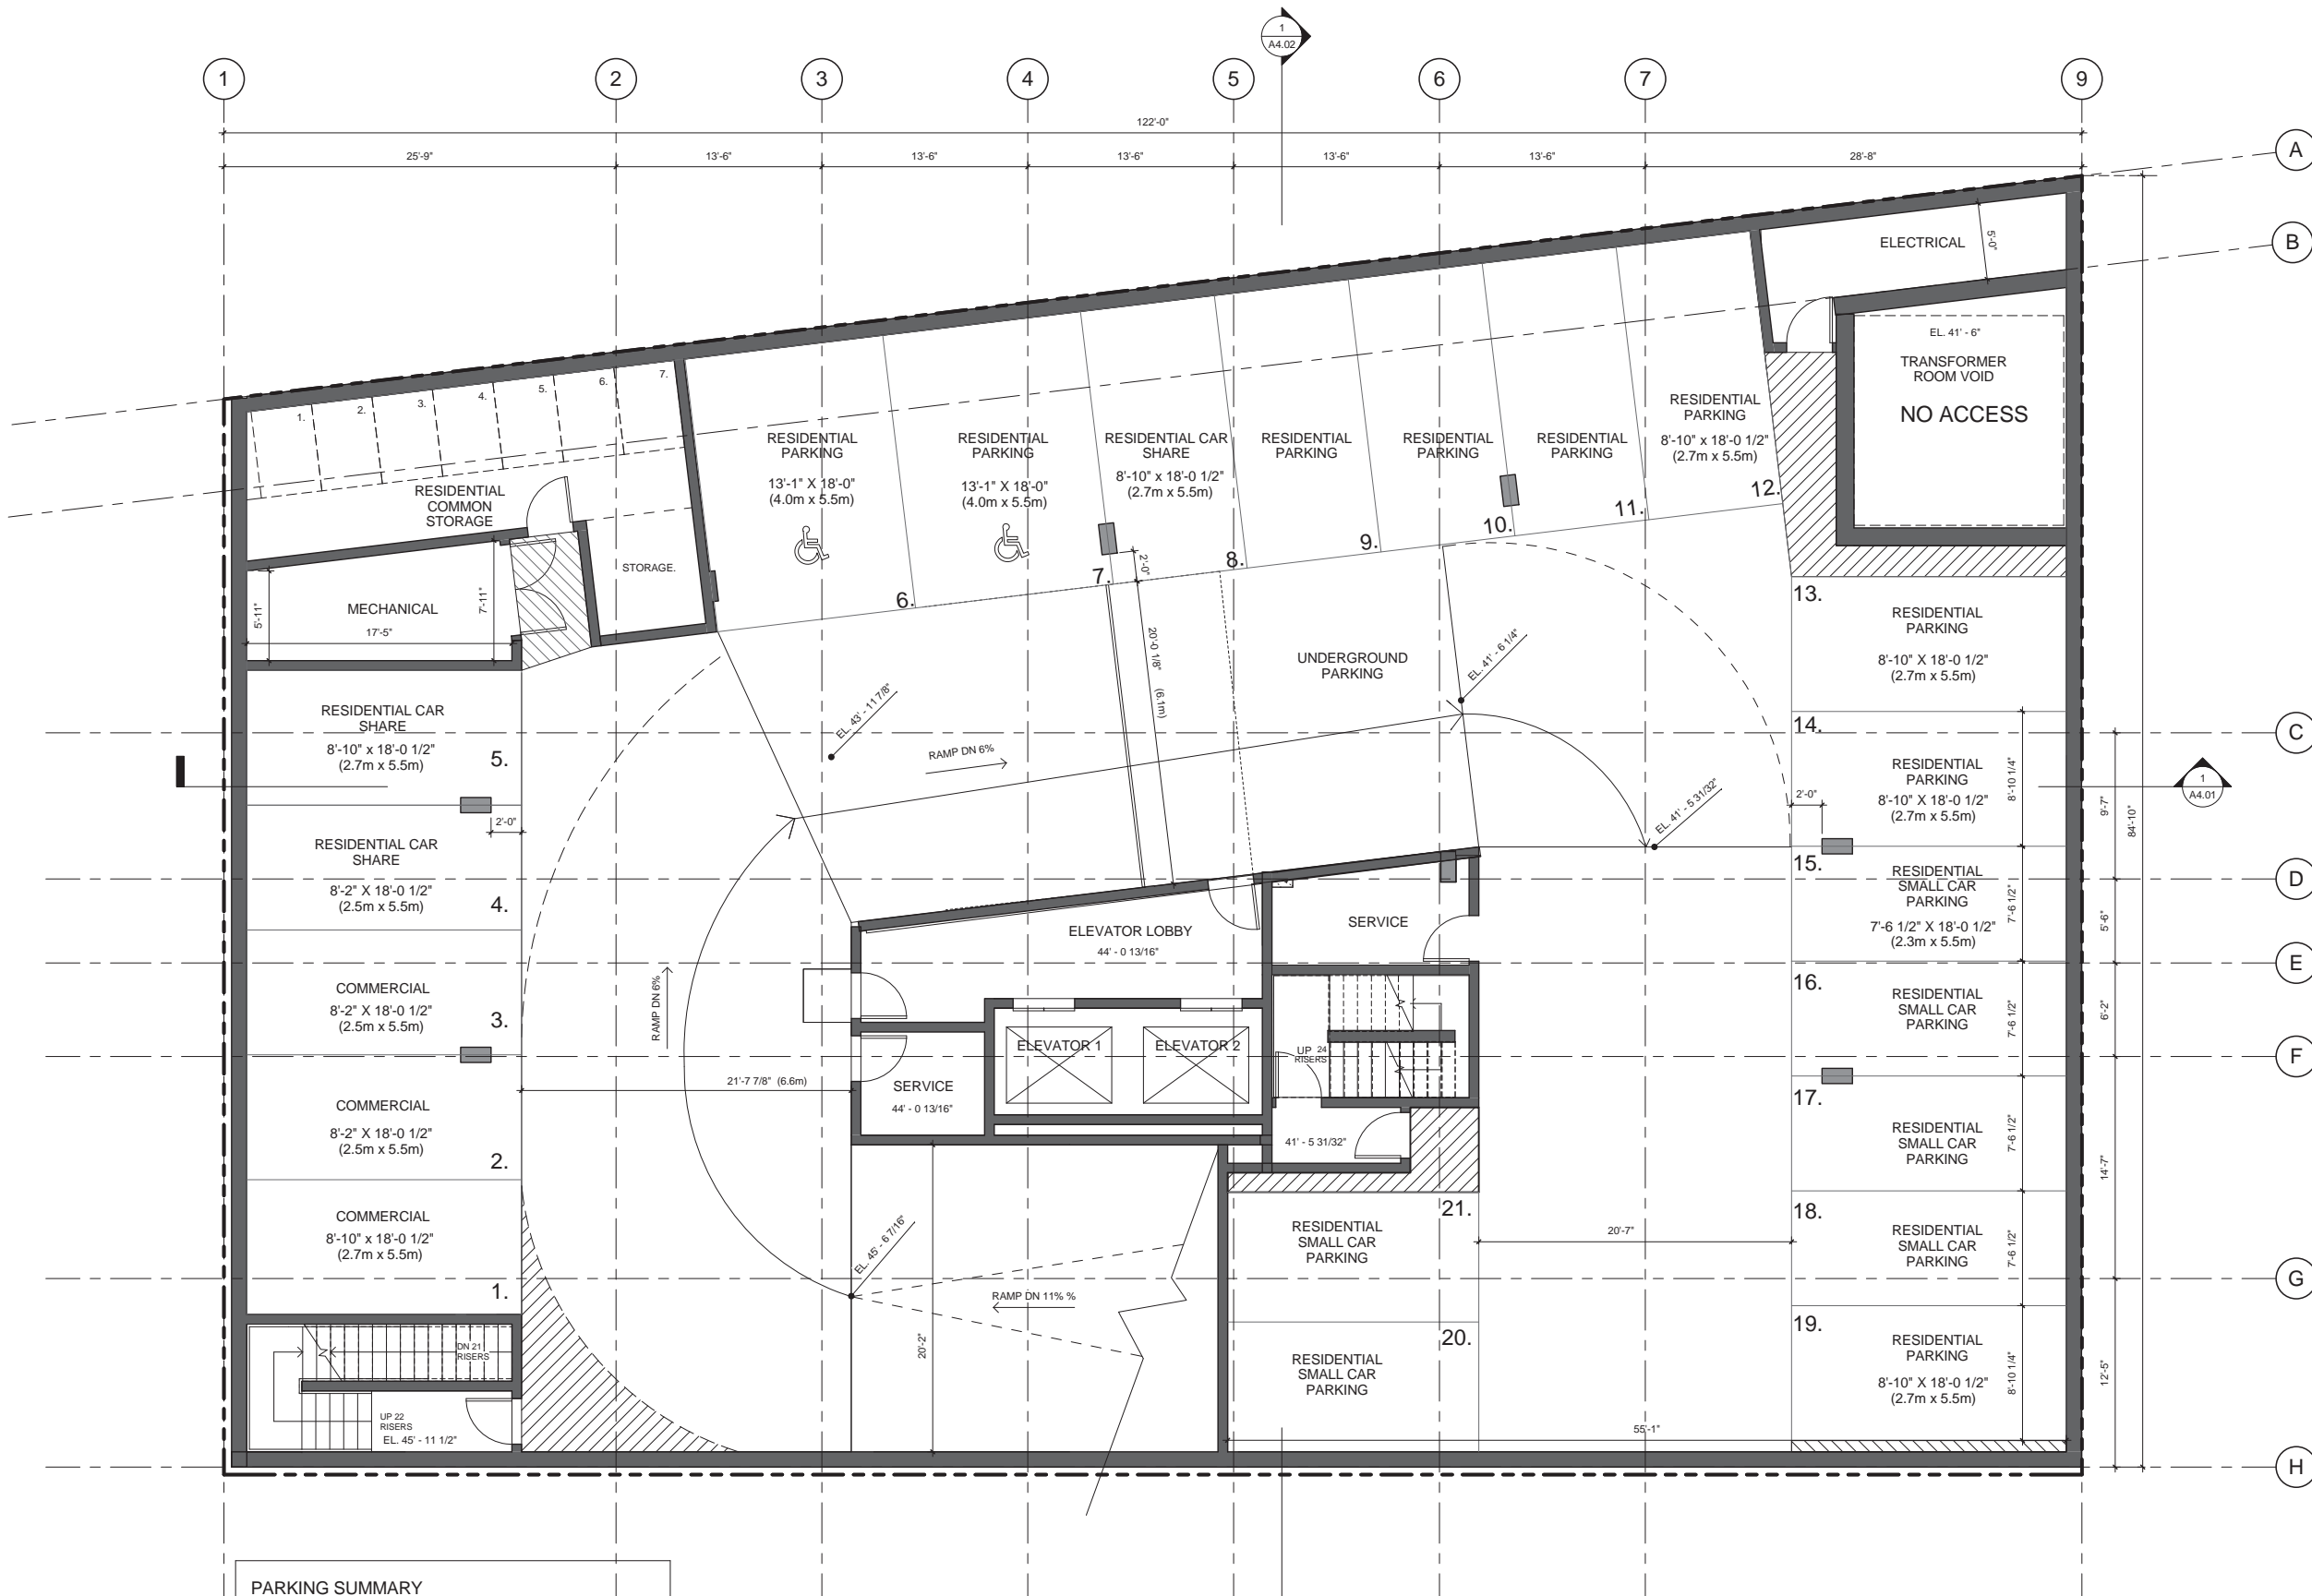 1
A4.02
1
2
3
4
5
6
7
9
122'-0"
25'-9"
13'-6"
13'-6"
13'-6"
13'-6"
13'-6"
28'-8"
A
B
C
D
E
F
G
H
ELECTRICAL
5'-0"
EL. 41' - 6"
TRANSFORMER
ROOM VOID
NO ACCESS
1.
2.
3.
4.
5.
6.
7.
RESIDENTIAL
COMMON
STORAGE
STORAGE.
MECHANICAL
5'-11"
7'-11"
17'-5"
RESIDENTIAL
PARKING
13'-1" X 18'-0"
(4.0m x 5.5m)
6.
RESIDENTIAL
PARKING
13'-1" X 18'-0"
(4.0m x 5.5m)
7.
RESIDENTIAL CAR
SHARE
8'-10" x 18'-0 1/2"
(2.7m x 5.5m)
8.
RESIDENTIAL
PARKING
9.
RESIDENTIAL
PARKING
10.
RESIDENTIAL
PARKING
11.
RESIDENTIAL
PARKING
8'-10" x 18'-0 1/2"
(2.7m x 5.5m)
12.
2'-0"
20'-0 1/8" (6.1m)
UNDERGROUND
PARKING
EL. 41' - 6 1/4"
EL. 43' - 11 7/8"
RAMP DN 6%
EL. 41' - 5 31/32"
RESIDENTIAL CAR
SHARE
8'-10" x 18'-0 1/2"
(2.7m x 5.5m)
5.
2'-0"
RESIDENTIAL CAR
SHARE
8'-2" X 18'-0 1/2"
(2.5m x 5.5m)
4.
COMMERCIAL
8'-2" X 18'-0 1/2"
(2.5m x 5.5m)
3.
COMMERCIAL
8'-2" X 18'-0 1/2"
(2.5m x 5.5m)
2.
COMMERCIAL
8'-10" x 18'-0 1/2"
(2.7m x 5.5m)
1.
RAMP DN 6%
21'-7 7/8" (6.6m)
ELEVATOR LOBBY
44' - 0 13/16"
SERVICE
ELEVATOR 1
ELEVATOR 2
UP 24
RISERS
SERVICE
44' - 0 13/16"
41' - 5 31/32"
EL. 45' - 6 7/16"
RAMP DN 11% %
20'-2"
DN 21
RISERS
UP 22
RISERS
EL. 45' - 11 1/2"
13.
RESIDENTIAL
PARKING
8'-10" X 18'-0 1/2"
(2.7m x 5.5m)
14.
RESIDENTIAL
PARKING
8'-10" X 18'-0 1/2"
(2.7m x 5.5m)
8'-10 1/4"
2'-0"
15.
RESIDENTIAL
SMALL CAR
PARKING
7'-6 1/2" X 18'-0 1/2"
(2.3m x 5.5m)
7'-6 1/2"
16.
RESIDENTIAL
SMALL CAR
PARKING
7'-6 1/2"
17.
RESIDENTIAL
SMALL CAR
PARKING
7'-6 1/2"
18.
RESIDENTIAL
SMALL CAR
PARKING
7'-6 1/2"
19.
RESIDENTIAL
PARKING
8'-10" X 18'-0 1/2"
(2.7m x 5.5m)
8'-10 1/4"
21.
RESIDENTIAL
SMALL CAR
PARKING
20.
RESIDENTIAL
SMALL CAR
PARKING
20'-7"
55'-1"
9'-7"
5'-6"
6'-2"
14'-7"
12'-5"
84'-10"
1
A4.01
PARKING SUMMARY